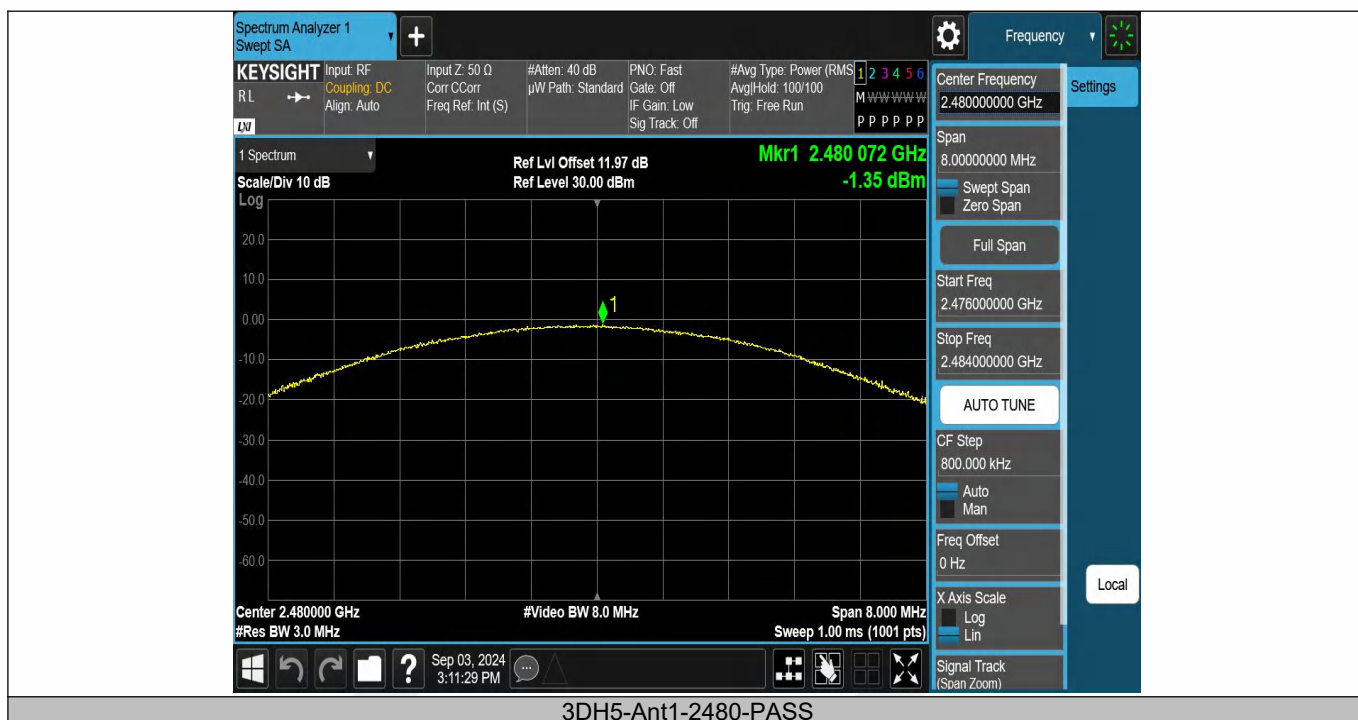 Spectrum Analyzer 1
Swept SA
+
Frequency
KEYSIGHT
RL
LXI
Input: RF
Coupling: DC
Align: Auto
Input Z: 50 Ω
Corr CCorr
Freq Ref: Int (S)
#Atten: 40 dB
µW Path: Standard
PNO: Fast
Gate: Off
IF Gain: Low
Sig Track: Off
#Avg Type: Power (RMS
Avg|Hold: 100/100
Trig: Free Run
1 2 3 4 5 6
M W W W W W
P P P P P P
1 Spectrum
Scale/Div 10 dB
Log
Ref Lvl Offset 11.97 dB
Ref Level 30.00 dBm
Mkr1 2.480 072 GHz
-1.35 dBm
20.0
10.0
0.00
-10.0
-20.0
-30.0
-40.0
-50.0
-60.0
1
Center 2.480000 GHz
#Res BW 3.0 MHz
#Video BW 8.0 MHz
Span 8.000 MHz
Sweep 1.00 ms (1001 pts)
?
Sep 03, 2024
3:11:29 PM
Center Frequency
2.480000000 GHz
Settings
Span
8.00000000 MHz
Swept Span
Zero Span
Full Span
Start Freq
2.476000000 GHz
Stop Freq
2.484000000 GHz
AUTO TUNE
CF Step
800.000 kHz
Auto
Man
Freq Offset
0 Hz
Local
X Axis Scale
Log
Lin
Signal Track
(Span Zoom)
3DH5-Ant1-2480-PASS